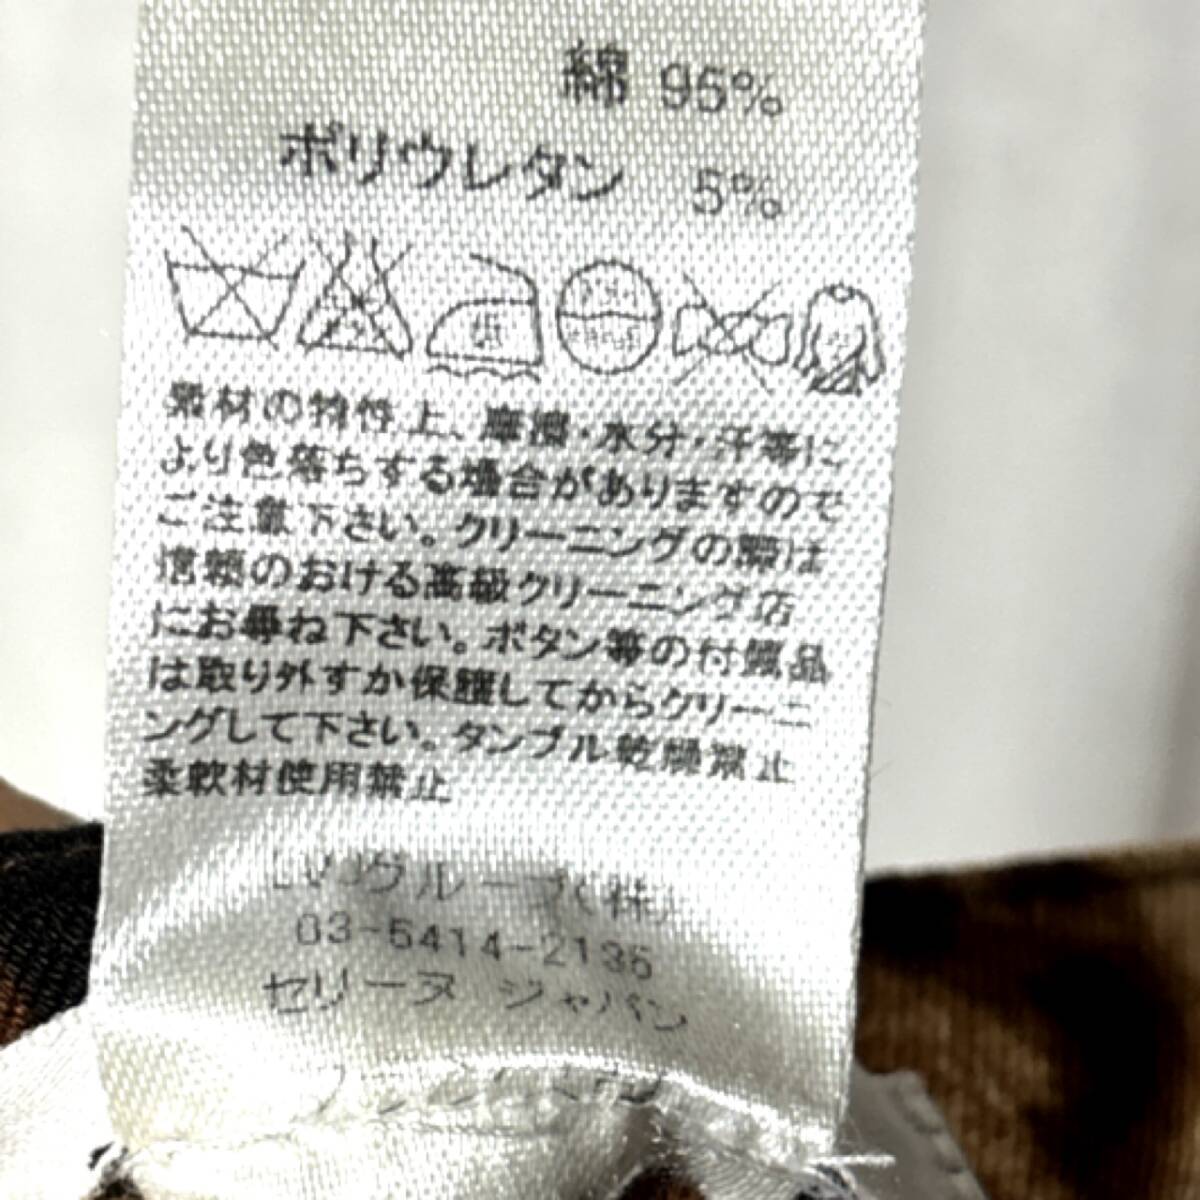 綿 95%
ポリウレタン 5%
素材の特性上、摩擦・水分・汗等に
より色落ちする場合がありますので
ご注意下さい。クリーニングの際は
信頼のおける高級クリーニング店
にお尋ね下さい。ボタン等の付属品
は取り外すか保護してからクリーニ
ングして下さい。タンブル乾燥禁止
柔軟材使用禁止
グループ(株)
03-5414-2135
セリーヌ ジャパン